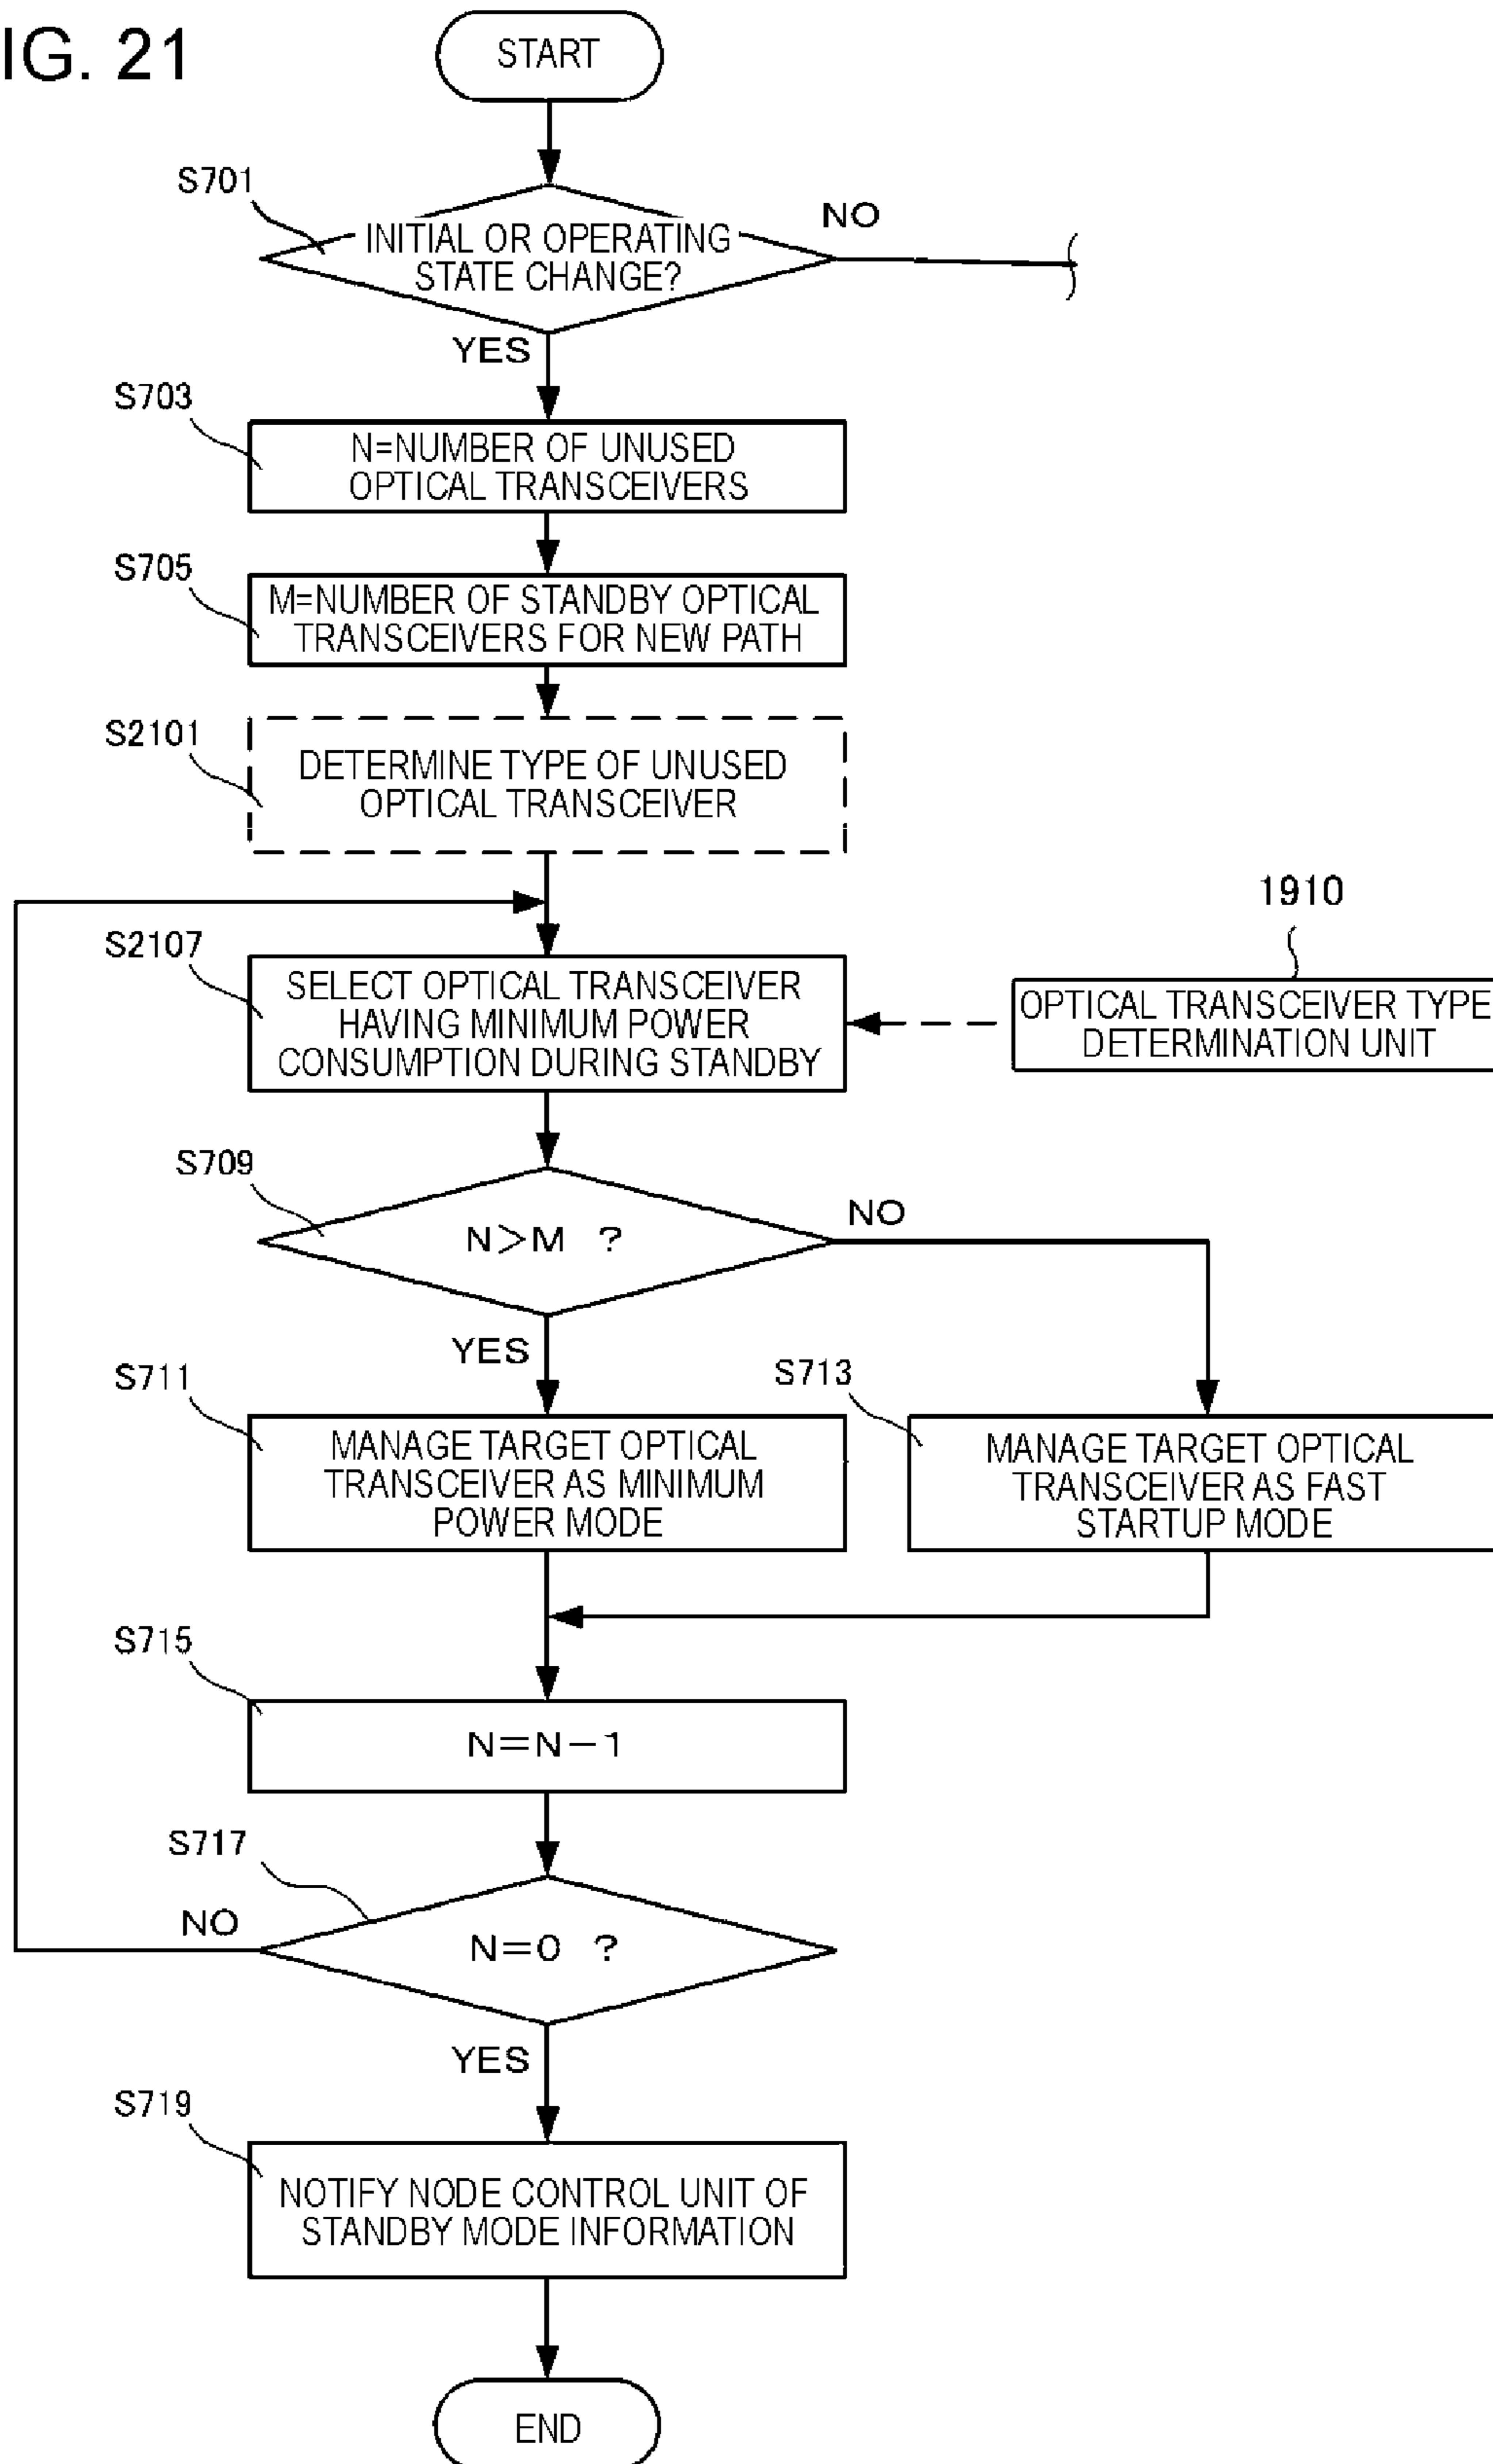 IG. 21
START
S701
INITIAL OR OPERATING
STATE CHANGE?
NO
YES
S703
N=NUMBER OF UNUSED
OPTICAL TRANSCEIVERS
S705
M=NUMBER OF STANDBY OPTICAL
TRANSCEIVERS FOR NEW PATH
S2101
DETERMINE TYPE OF UNUSED
OPTICAL TRANSCEIVER
S2107
SELECT OPTICAL TRANSCEIVER
HAVING MINIMUM POWER
CONSUMPTION DURING STANDBY
1910
OPTICAL TRANSCEIVER TYPE
DETERMINATION UNIT
S709
N>M ?
NO
YES
S711
MANAGE TARGET OPTICAL
TRANSCEIVER AS MINIMUM
POWER MODE
S713
MANAGE TARGET OPTICAL
TRANSCEIVER AS FAST
STARTUP MODE
S715
N=N-1
S717
N=0 ?
NO
YES
S719
NOTIFY NODE CONTROL UNIT OF
STANDBY MODE INFORMATION
END